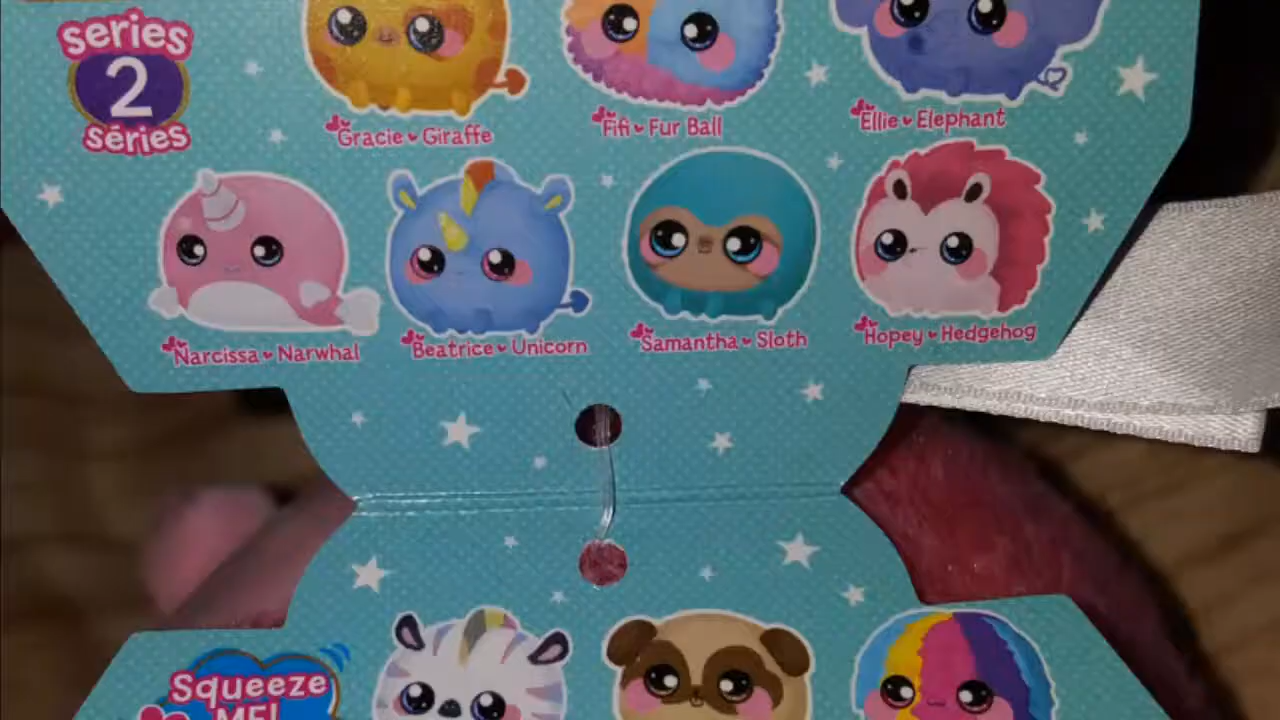 series
2
séries
Gracie Giraffe
Fifi Fur Ball
Ellie Elephant
Narcissa Narwhal
Beatrice Unicorn
Samantha Sloth
Hopey Hedgehog
Squeeze
ME!